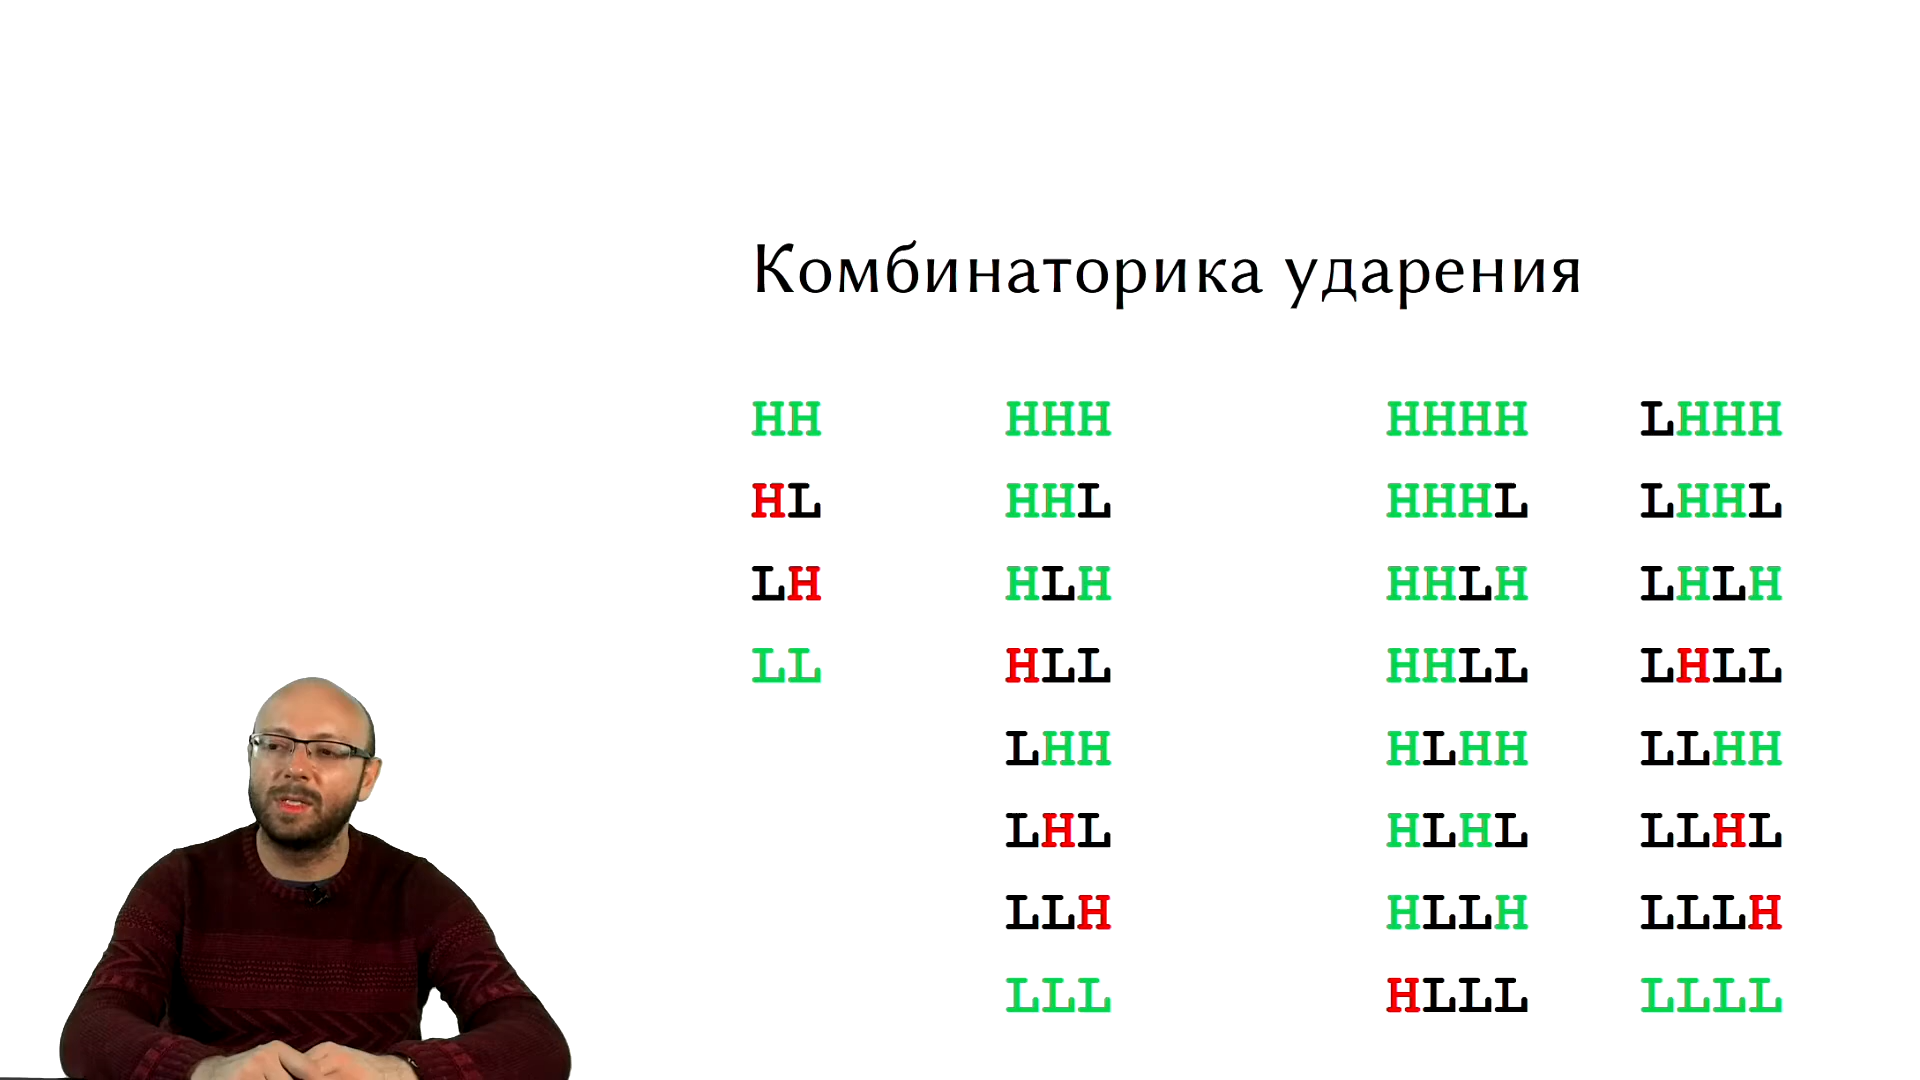 Комбинаторика ударения
HH HHH HHHH LHHH
HL HHL HHHL LHHL
LH HLH HHLH LHLH
LL HLL HHLL LHLL
LHH HLHH LLHH
LHL HLHL LLHL
LLH HLLH LLLH
LLL HLLL LLLL